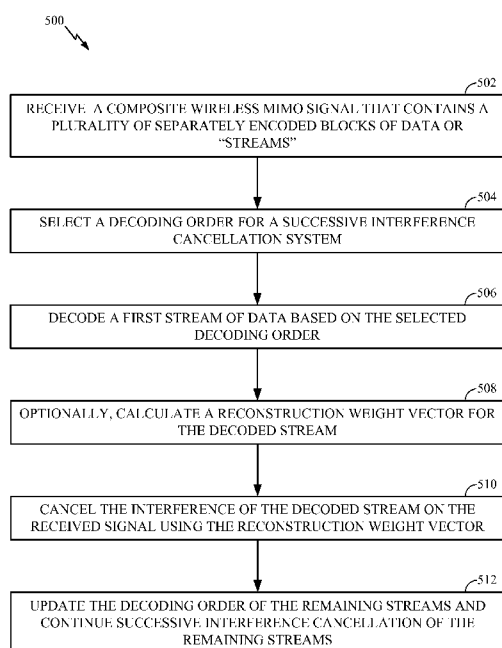 500
502
RECEIVE A COMPOSITE WIRELESS MIMO SIGNAL THAT CONTAINS A
PLURALITY OF SEPARATELY ENCODED BLOCKS OF DATA OR
“STREAMS”
504
SELECT A DECODING ORDER FOR A SUCCESSIVE INTERFERENCE
CANCELLATION SYSTEM
506
DECODE A FIRST STREAM OF DATA BASED ON THE SELECTED
DECODING ORDER
508
OPTIONALLY, CALCULATE A RECONSTRUCTION WEIGHT VECTOR FOR
THE DECODED STREAM
510
CANCEL THE INTERFERENCE OF THE DECODED STREAM ON THE
RECEIVED SIGNAL USING THE RECONSTRUCTION WEIGHT VECTOR
512
UPDATE THE DECODING ORDER OF THE REMAINING STREAMS AND
CONTINUE SUCCESSIVE INTERFERENCE CANCELLATION OF THE
REMAINING STREAMS